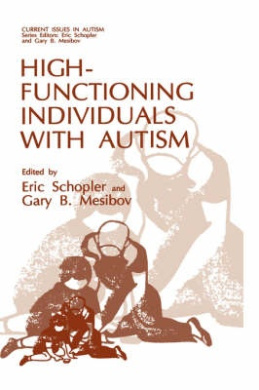 CURRENT ISSUES IN AUTISM
Series Editors: Eric Schopler
and Gary B. Mesibov
HIGH-
FUNCTIONING
INDIVIDUALS
WITH AUTISM
Edited by
Eric Schopler and
Gary B. Mesibov